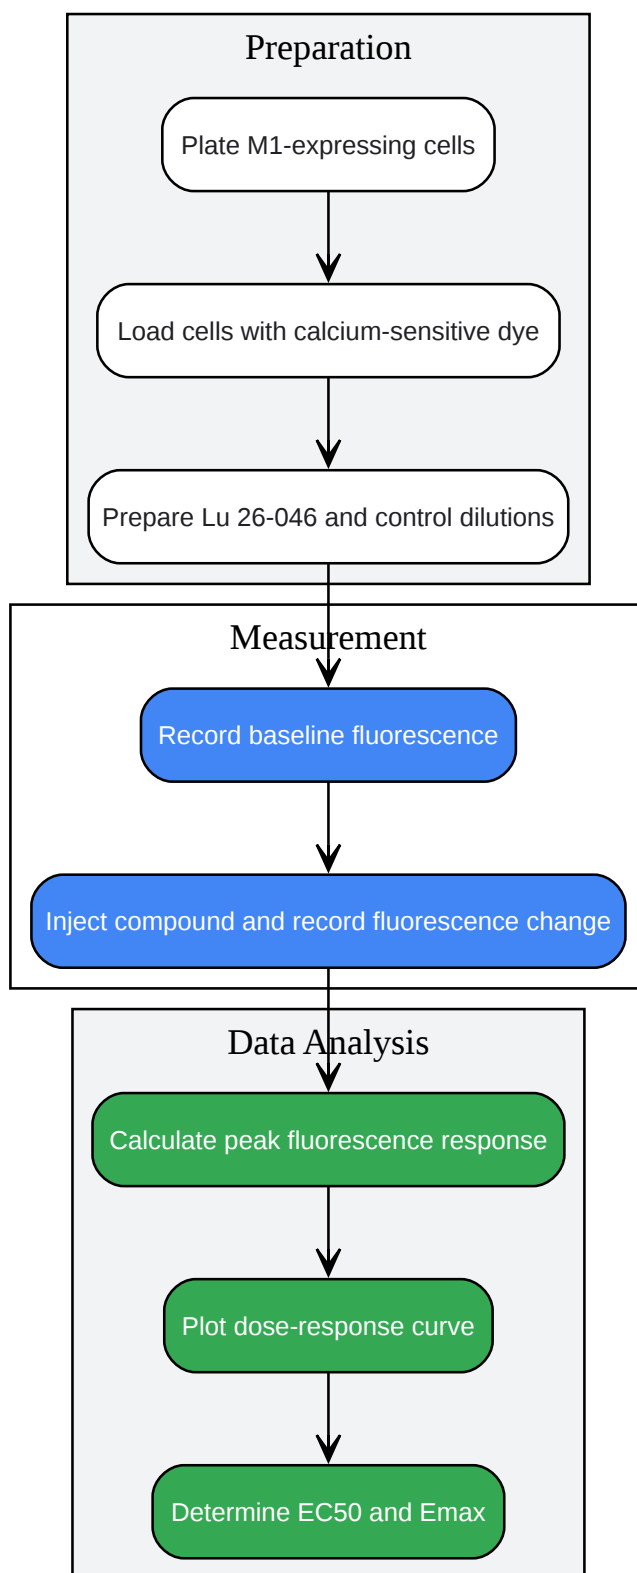 Preparation
Plate M1-expressing cells
Load cells with calcium-sensitive dye
Prepare Lu 26-046 and control dilutions
Measurement
Record baseline fluorescence
Inject compound and record fluorescence change
Data Analysis
Calculate peak fluorescence response
Plot dose-response curve
Determine EC50 and Emax